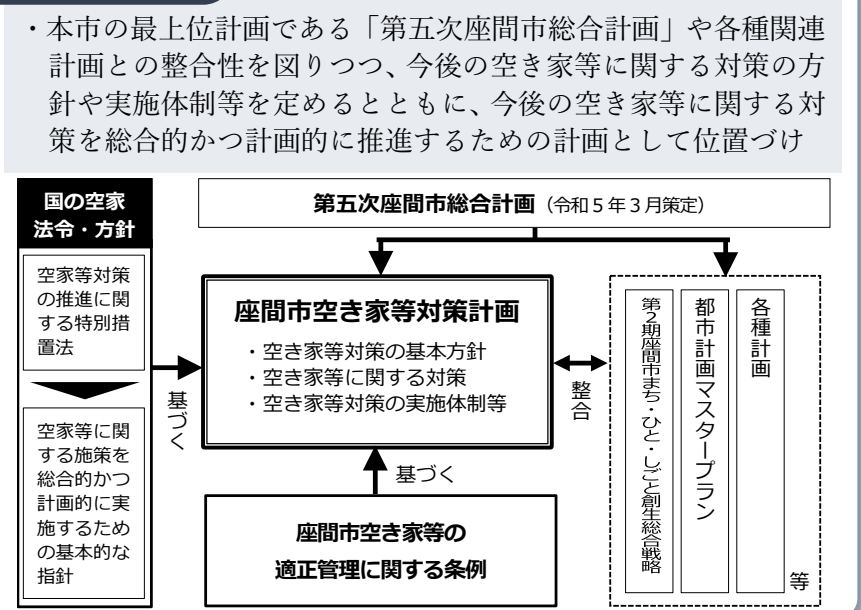 ・本市の最上位計画である「第五次座間市総合計画」や各種関連
計画との整合性を図りつつ、今後の空き家等に関する対策の方
針や実施体制等を定めるとともに、今後の空き家等に関する対
策を総合的かつ計画的に推進するための計画として位置づけ
国の空家
法令・方針
空家等対策
の推進に関
する特別措
置法
空家等に関
する施策を
総合的かつ
計画的に実
施するため
の基本的な
指針
基づく
第五次座間市総合計画（令和５年３月策定）
座間市空き家等対策計画
・空き家等対策の基本方針
・空き家等に関する対策
・空き家等対策の実施体制等
基づく
座間市空き家等の
適正管理に関する条例
整合
第２期座間市まち・ひと・しごと創生総合戦略
都市計画マスタープラン
各種計画
等